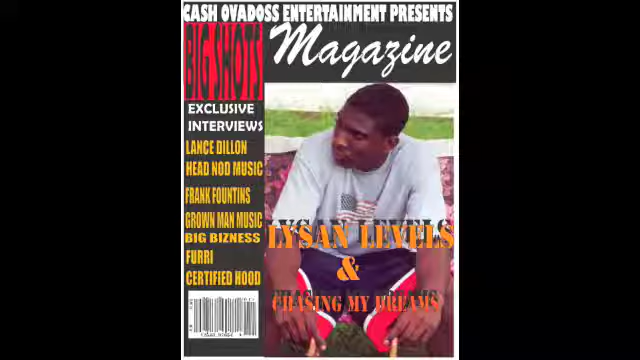 CASH OVADOSS ENTERTAINMENT PRESENTS
BIG SHOTS
Magazine
EXCLUSIVE
INTERVIEWS
LANCE DILLON
HEAD NOD MUSIC
FRANK FOUNTINS
GROWN MAN MUSIC
BIG BIZNESS
FURRI
CERTIFIED HOOD
LYSAN LEVELS
&
CHASING MY DREAMS